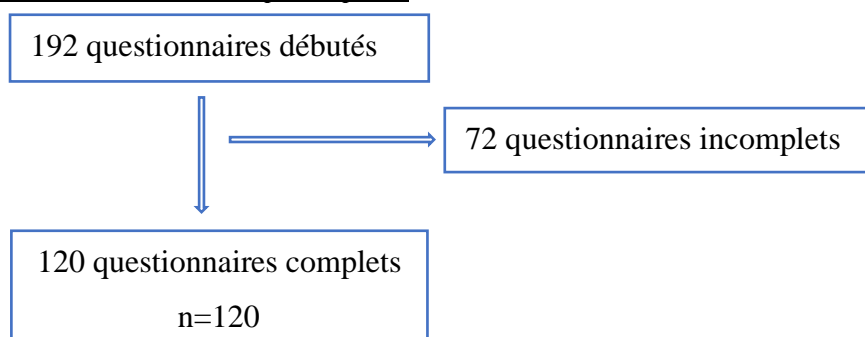 192 questionnaires débutés
72 questionnaires incomplets
120 questionnaires complets
n=120